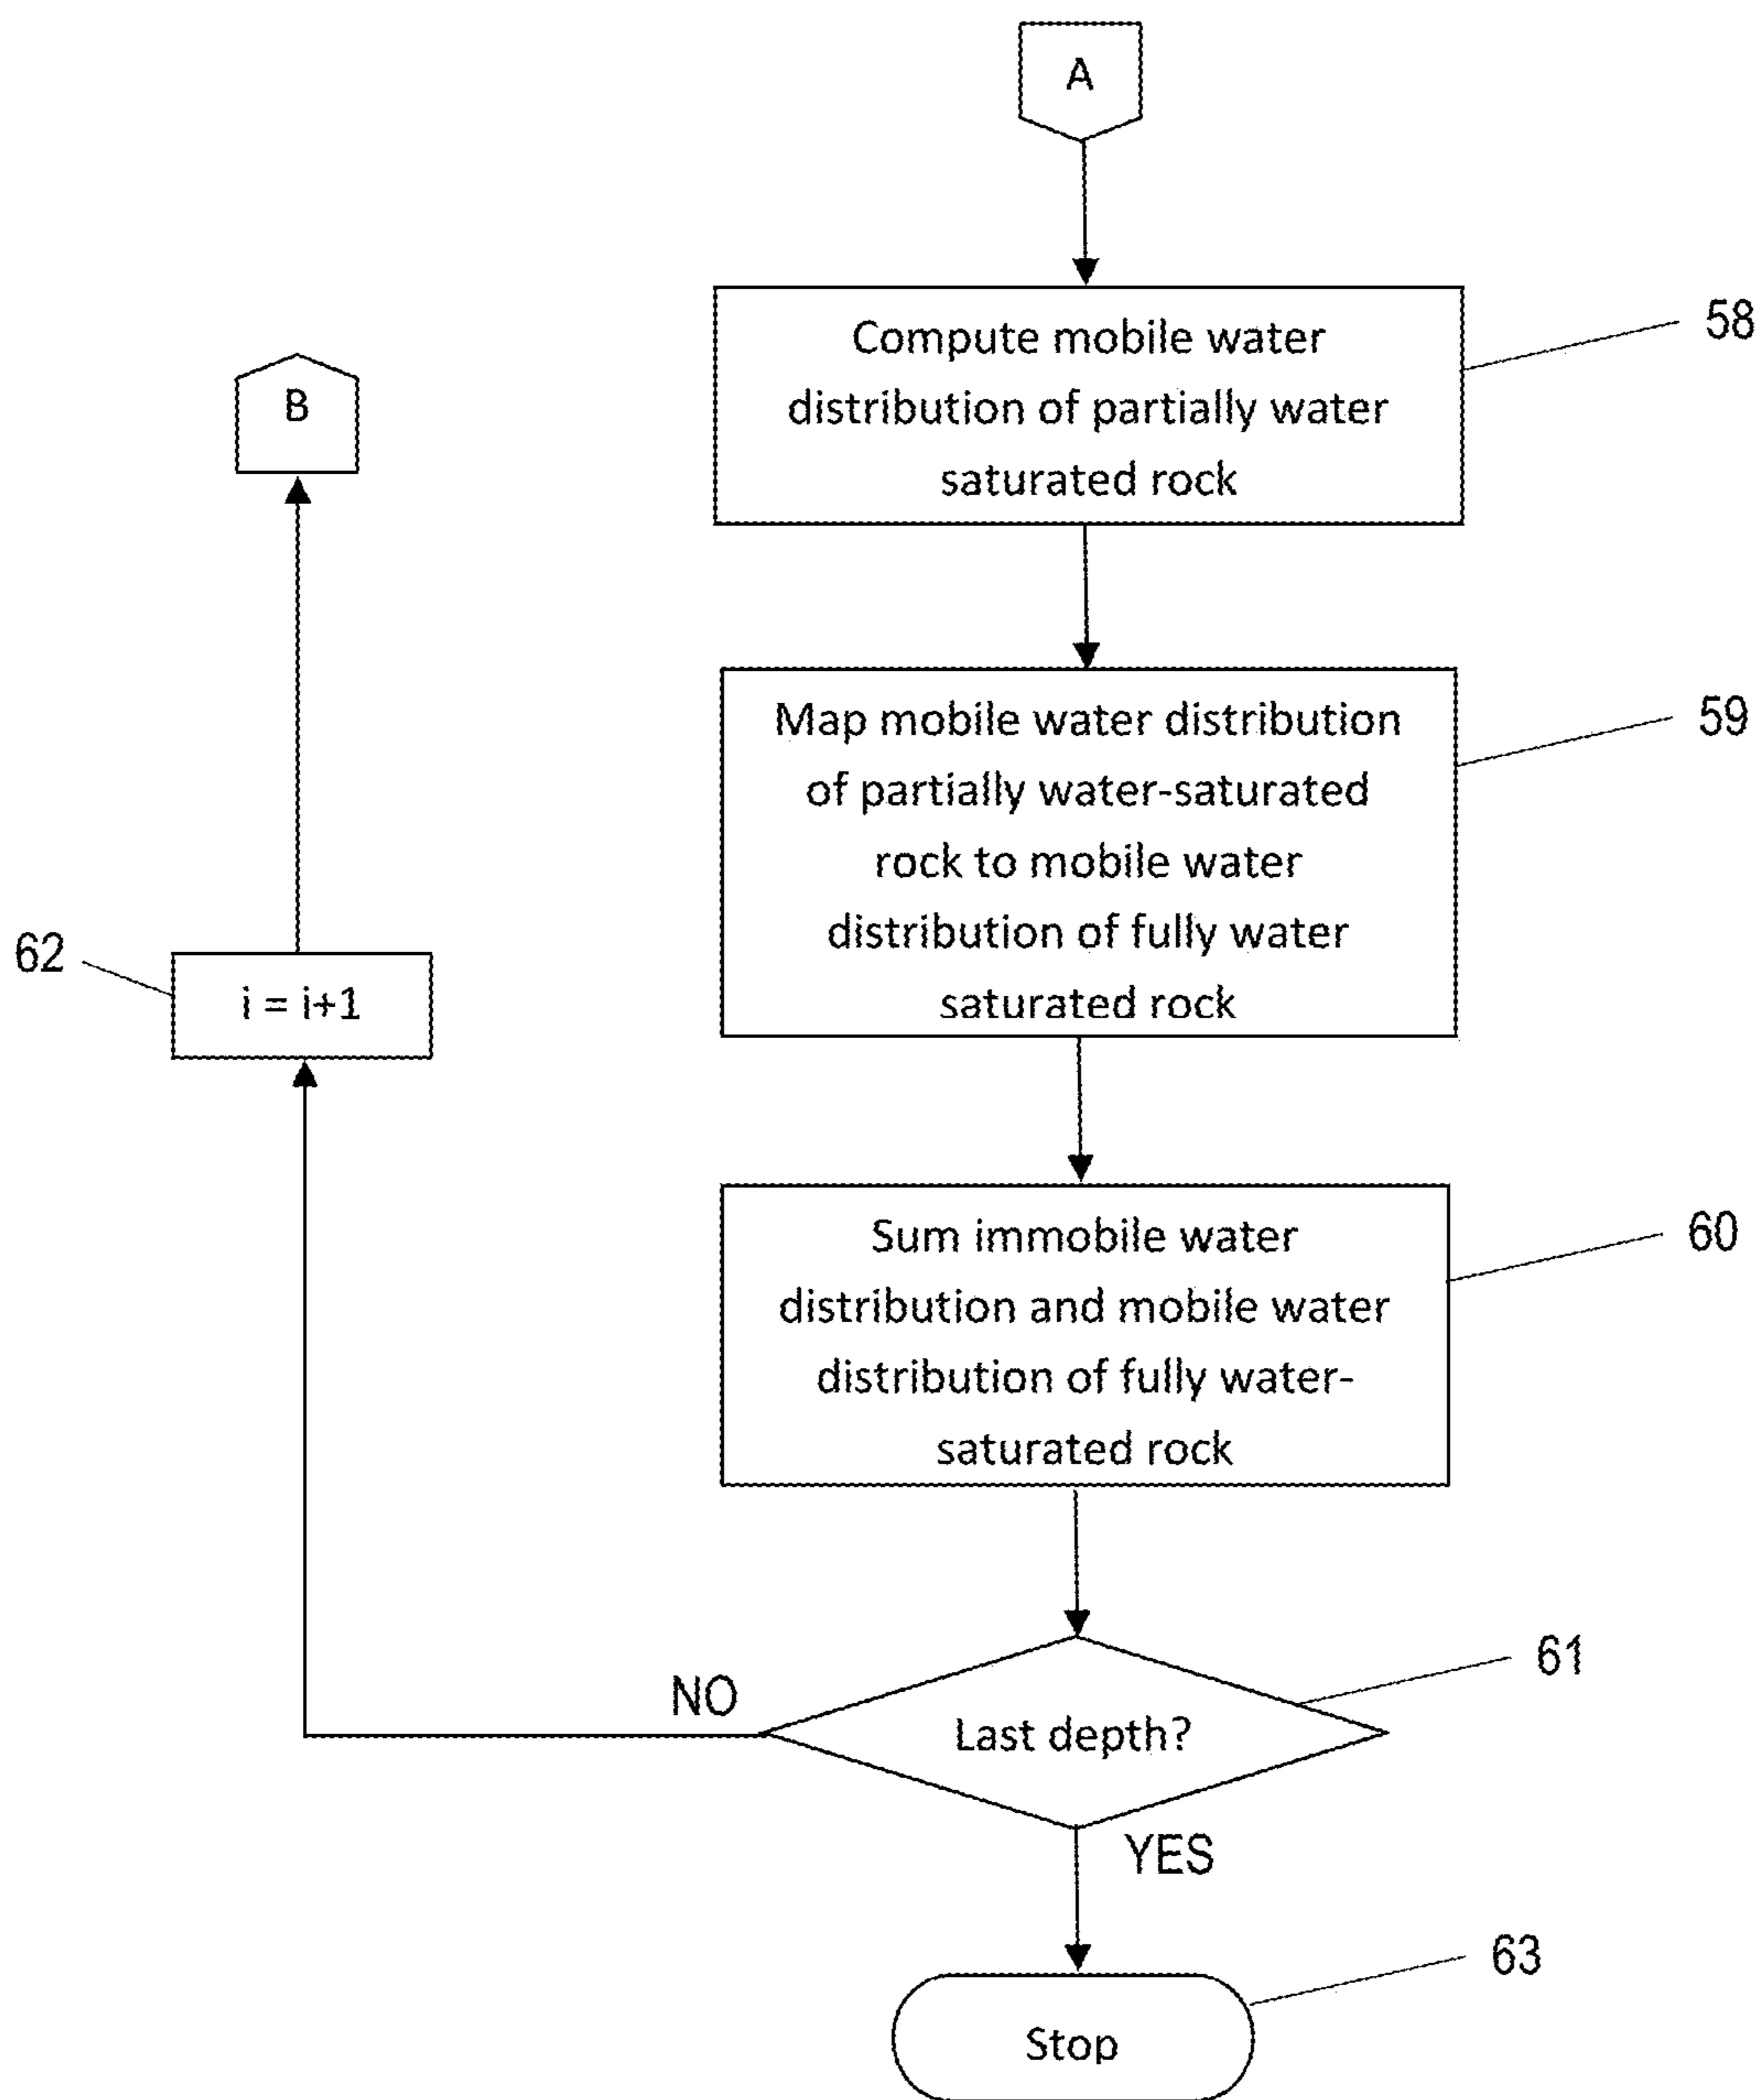 A
Compute mobile water
distribution of partially water
saturated rock
58
B
Map mobile water distribution
of partially water-saturated
rock to mobile water
distribution of fully water
saturated rock
59
62
i = i+1
Sum immobile water
distribution and mobile water
distribution of fully water-
saturated rock
60
61
NO
Last depth?
YES
63
Stop